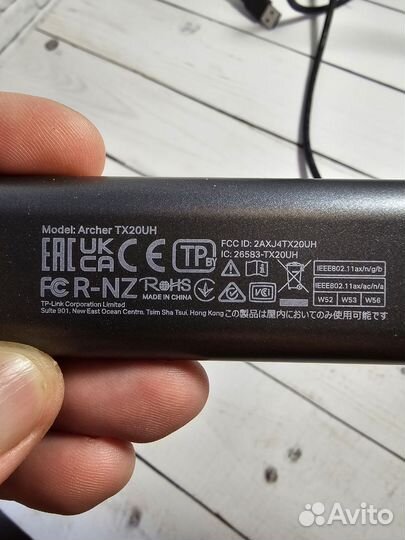 Model: Archer TX20UH
EAC UKCA CE TP BY
FCC ID: 2AXJ4TX20UH
IC: 26583-TX20UH
FC R-NZ RoHS
MADE IN CHINA
VCCI
IEEE802.11ax/n/g/b
IEEE802.11ax/ac/n/a
W52 W53 W56
TP-Link Corporation Limited
Suite 901, New East Ocean Centre, Tsim Sha Tsui, Hong Kong この製品は屋内においてのみ使用可能です
Avito